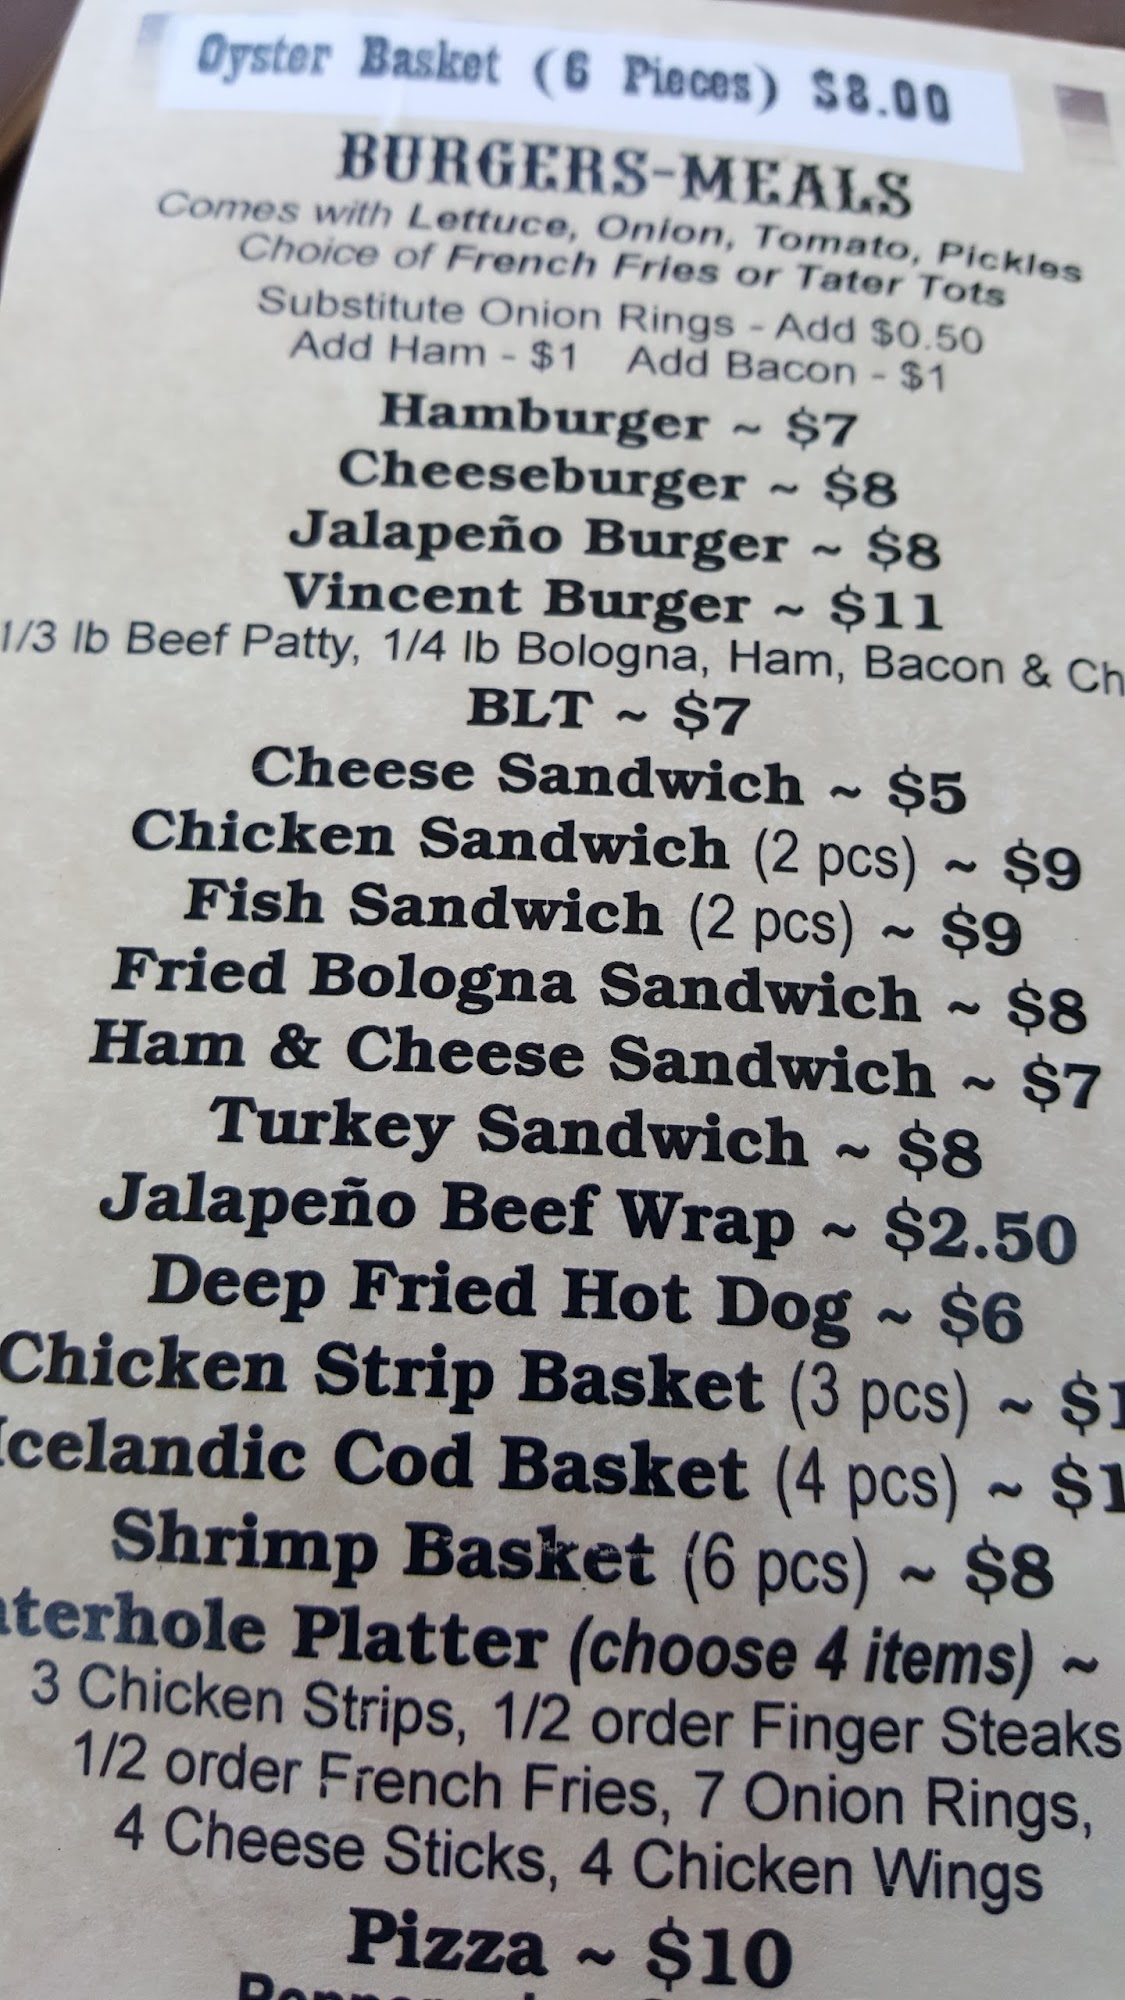 Oyster Basket (6 Pieces) $8.00
BURGERS-MEALS
Comes with Lettuce, Onion, Tomato, Pickles
Choice of French Fries or Tater Tots
Substitute Onion Rings - Add $0.50
Add Ham - $1 Add Bacon - $1
Hamburger ~ $7
Cheeseburger ~ $8
Jalapeño Burger ~ $8
Vincent Burger ~ $11
1/3 lb Beef Patty, 1/4 lb Bologna, Ham, Bacon & Ch
BLT ~ $7
Cheese Sandwich ~ $5
Chicken Sandwich (2 pcs) ~ $9
Fish Sandwich (2 pcs) ~ $9
Fried Bologna Sandwich ~ $8
Ham & Cheese Sandwich ~ $7
Turkey Sandwich ~ $8
Jalapeño Beef Wrap ~ $2.50
Deep Fried Hot Dog ~ $6
Chicken Strip Basket (3 pcs) ~ $1
Icelandic Cod Basket (4 pcs) ~ $1
Shrimp Basket (6 pcs) ~ $8
aterhole Platter (choose 4 items) ~
3 Chicken Strips, 1/2 order Finger Steaks
1/2 order French Fries, 7 Onion Rings,
4 Cheese Sticks, 4 Chicken Wings
Pizza ~ $10